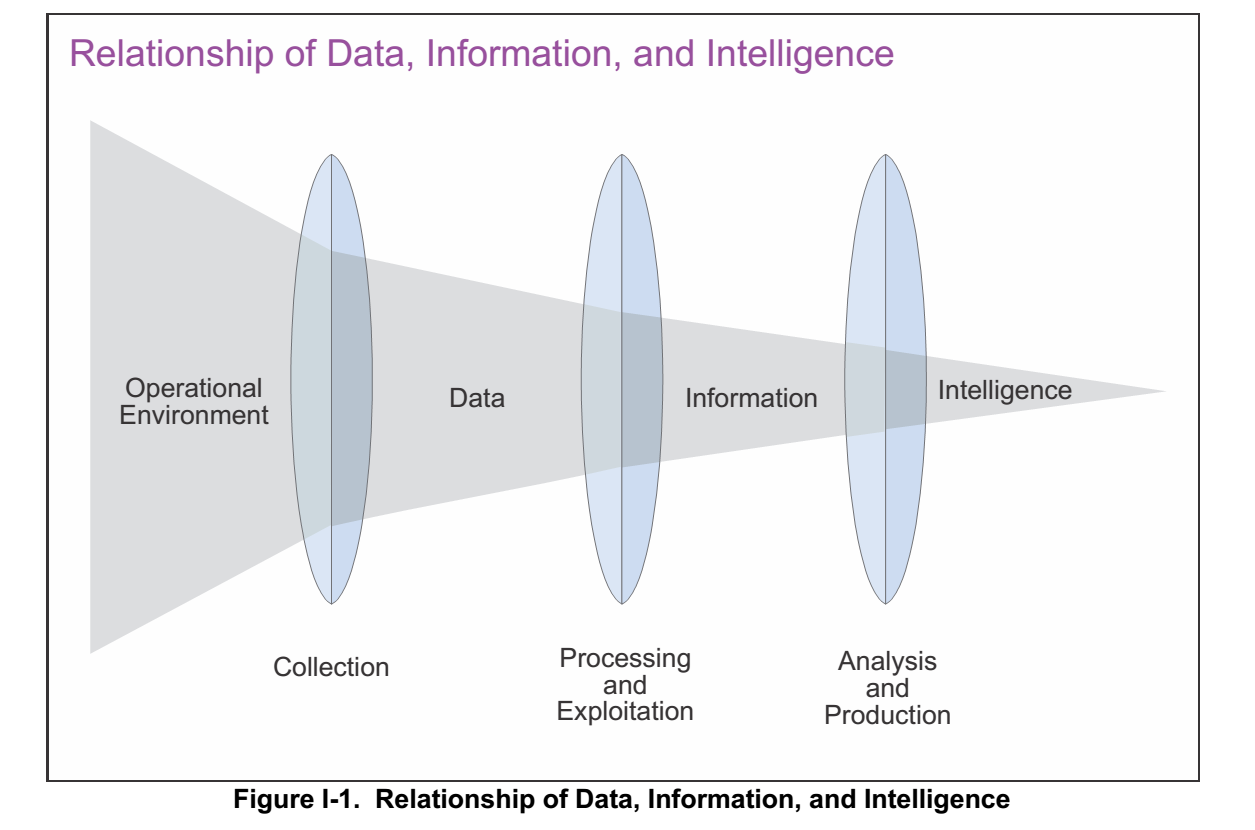 Relationship of Data, Information, and Intelligence
Operational
Environment
Data
Information
Intelligence
Collection
Processing
and
Exploitation
Analysis
and
Production
Figure I-1. Relationship of Data, Information, and Intelligence